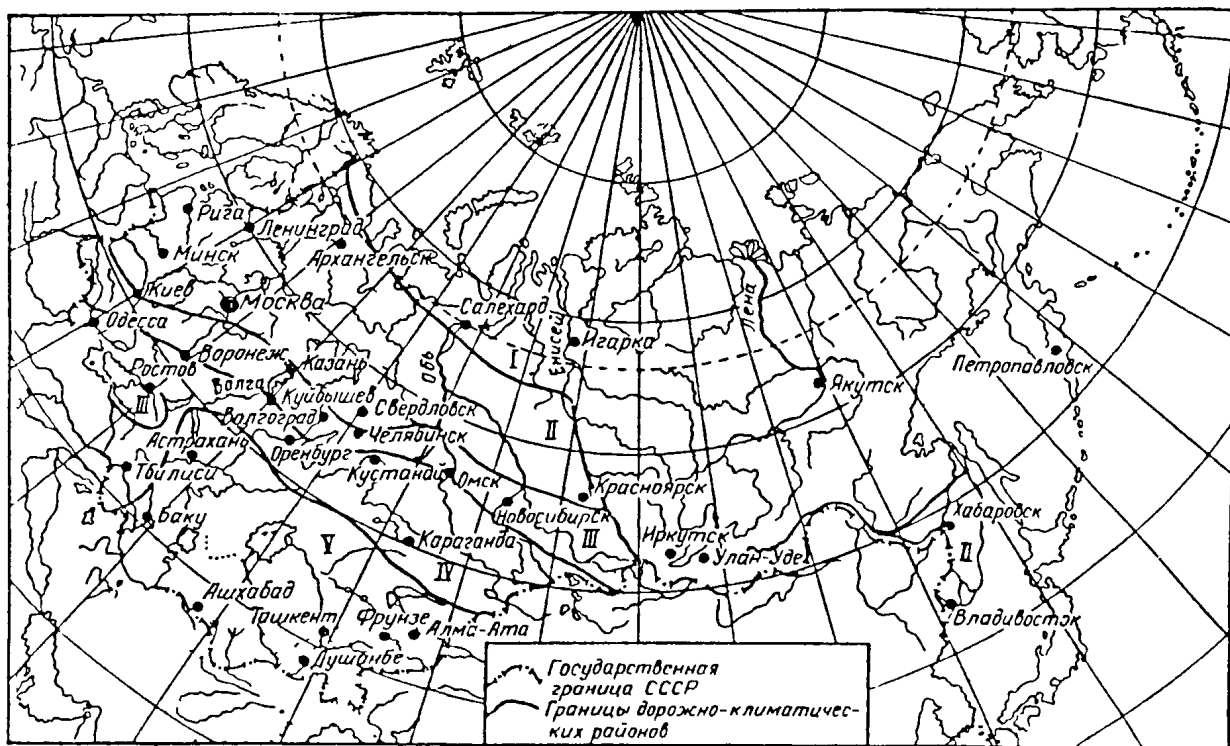 Рига
Ленинград
Минск
Архангельск
Киев
Москва
Одесса
Салехард
Енисей
Игарка
Лена
I
Обь
Воронеж
Казань
Ростов
Волга
Якутск
Петропавловск
III
Куйбышев
Свердловск
Волгоград
II
Челябинск
Астрахань
Оренбург
Тбилиси
Кустанай
Омск
Красноярск
Новосибирск
Хабаровск
Баку
Караганда
III
Иркутск
Улан-Удэ
II
V
IV
Ашхабад
Ташкент
Фрунзе
Алма-Ата
Владивосток
Душанбе
Государственная
граница СССР
Границы дорожно-климатичес-
ких районов